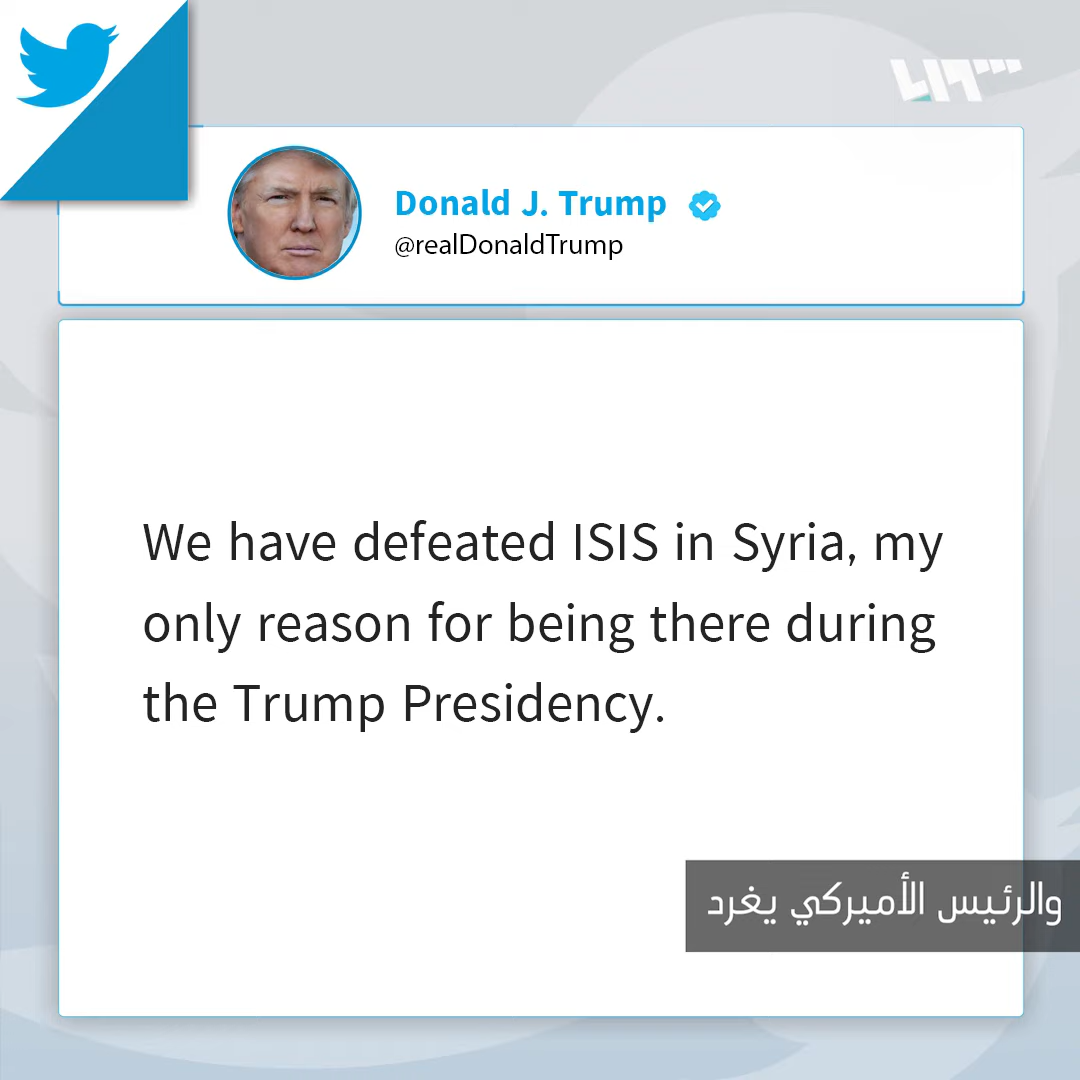 Donald J. Trump
@realDonaldTrump
We have defeated ISIS in Syria, my
only reason for being there during
the Trump Presidency.
والرئيس الأميركي يغرد